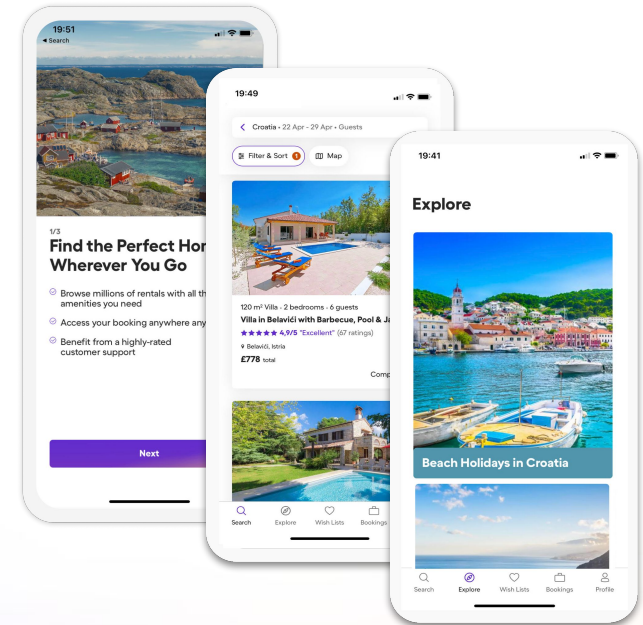 19:51
◄ Search
1/3
Find the Perfect Hor
Wherever You Go
Browse millions of rentals with all th
amenities you need
Access your booking anywhere any
Benefit from a highly-rated
customer support
Next
19:49
Croatia • 22 Apr - 29 Apr • Guests
Filter & Sort 1
Map
120 m² Villa · 2 bedrooms · 6 guests
Villa in Belavići with Barbecue, Pool & Ja
4,9/5 "Excellent" (67 ratings)
Belavići, Istria
£778 total
Comp
Search Explore Wish Lists Bookings
19:41
Explore
Beach Holidays in Croatia
Search Explore Wish Lists Bookings Profile